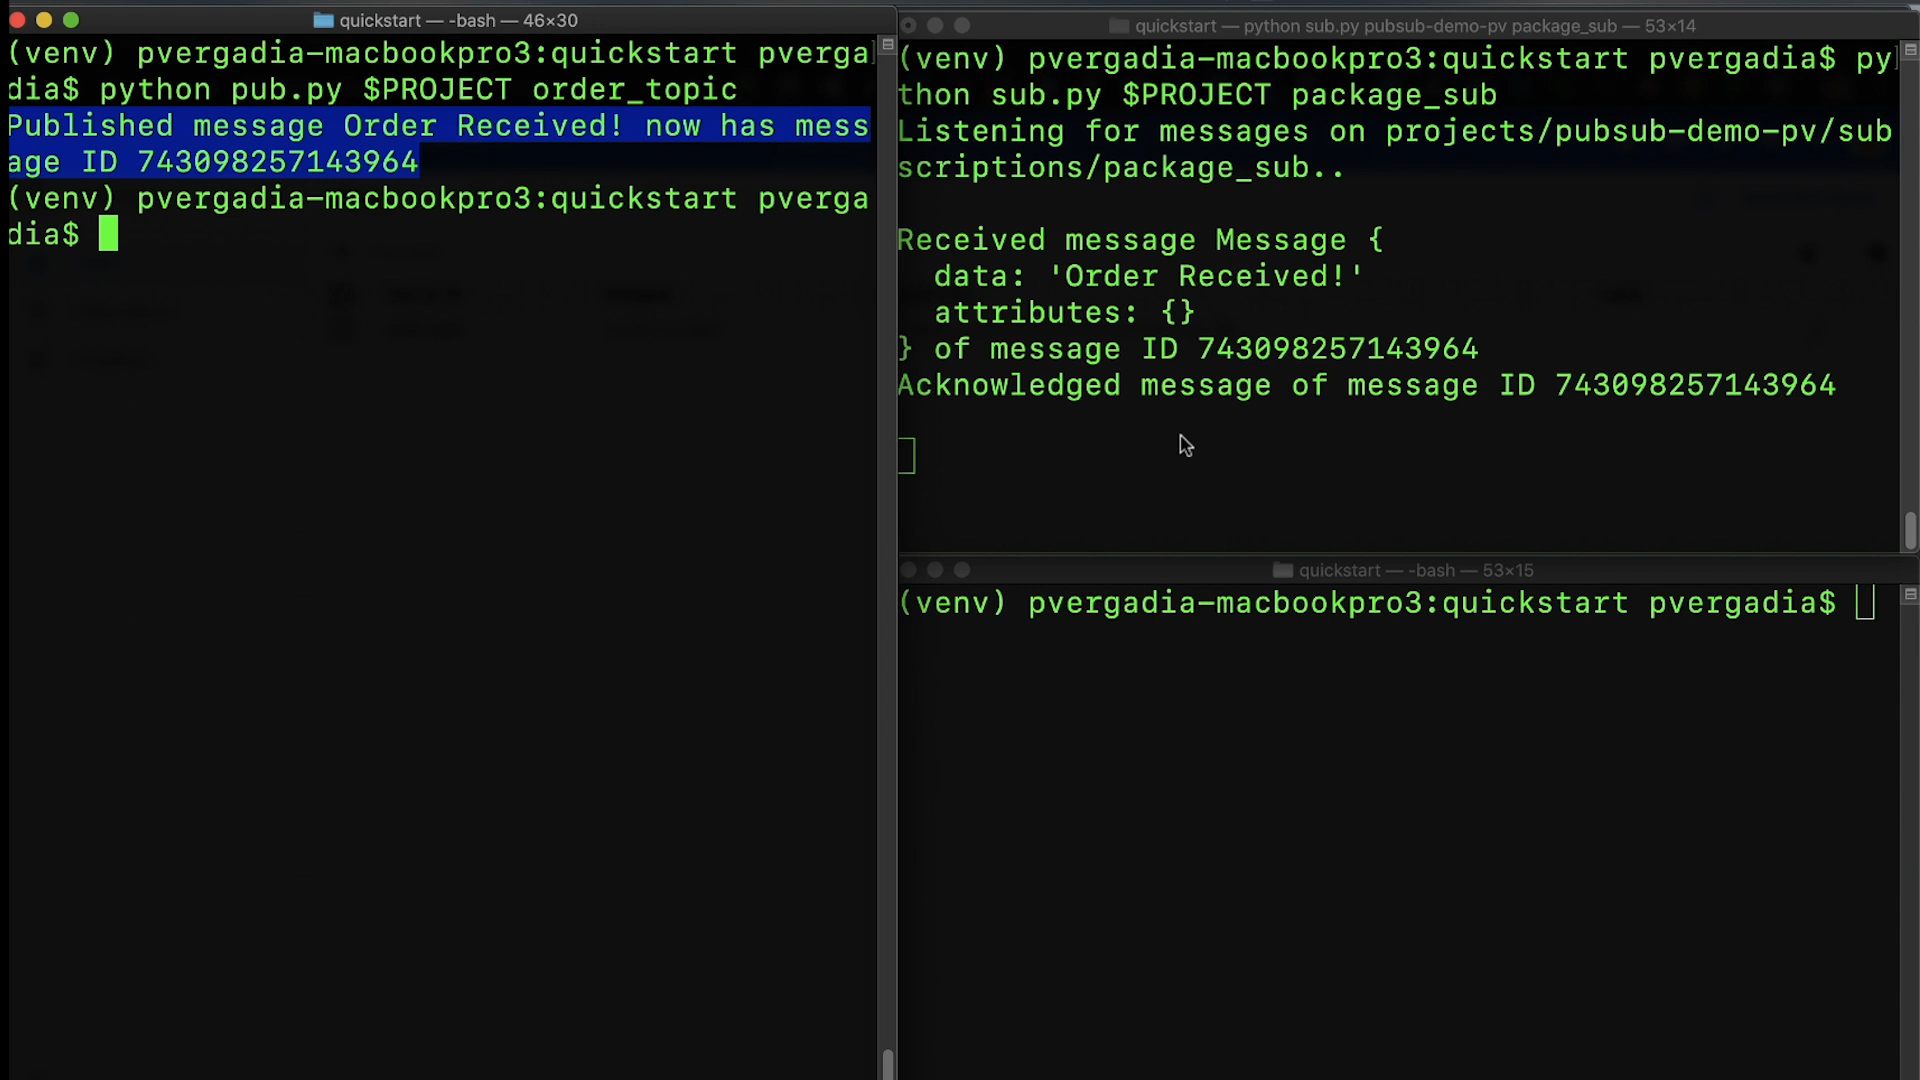 quickstart — -bash — 46×30
(venv) pvergadia-macbookpro3:quickstart pverga
dia$ python pub.py $PROJECT order_topic
Published message Order Received! now has mess
age ID 743098257143964
(venv) pvergadia-macbookpro3:quickstart pverga
dia$
quickstart — python sub.py pubsub-demo-pv package_sub — 53×14
(venv) pvergadia-macbookpro3:quickstart pvergadia$ py
thon sub.py $PROJECT package_sub
Listening for messages on projects/pubsub-demo-pv/sub
scriptions/package_sub..
Received message Message {
data: 'Order Received!'
attributes: {}
} of message ID 743098257143964
Acknowledged message of message ID 743098257143964
quickstart — -bash — 53×15
(venv) pvergadia-macbookpro3:quickstart pvergadia$